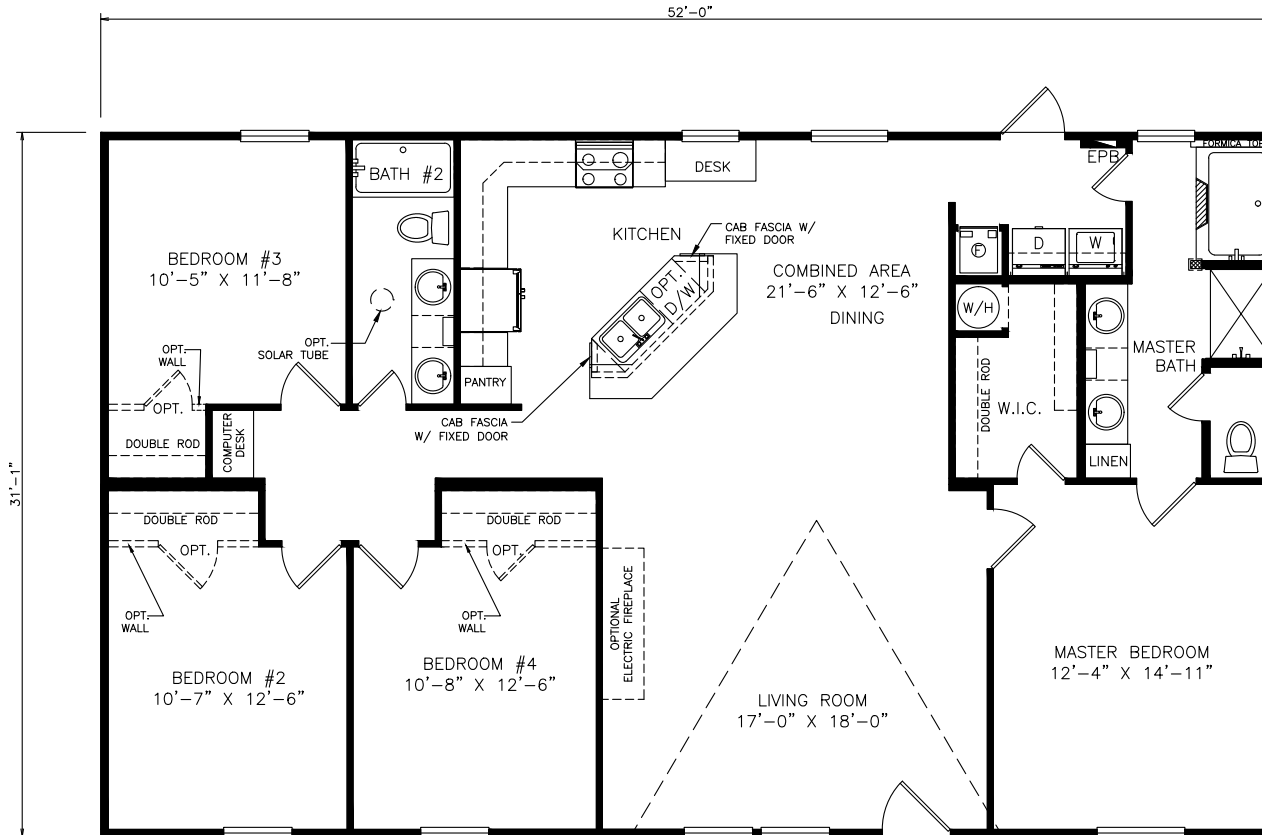 52'-0"
31'-1"
BEDROOM #3
10'-5" X 11'-8"
BATH #2
OPT.
SOLAR TUBE
OPT.
WALL
OPT.
DOUBLE ROD
COMPUTER
DESK
PANTRY
DESK
KITCHEN
CAB FASCIA W/
FIXED DOOR
OPT.
D/W
CAB FASCIA
W/ FIXED DOOR
COMBINED AREA
21'-6" X 12'-6"
DINING
EPB
F
D
W
W/H
DOUBLE ROD
W.I.C.
FORMICA TOP
MASTER
BATH
LINEN
DOUBLE ROD
OPT.
OPT.
WALL
BEDROOM #2
10'-7" X 12'-6"
DOUBLE ROD
OPT.
OPT.
WALL
BEDROOM #4
10'-8" X 12'-6"
OPTIONAL
ELECTRIC FIREPLACE
LIVING ROOM
17'-0" X 18'-0"
MASTER BEDROOM
12'-4" X 14'-11"